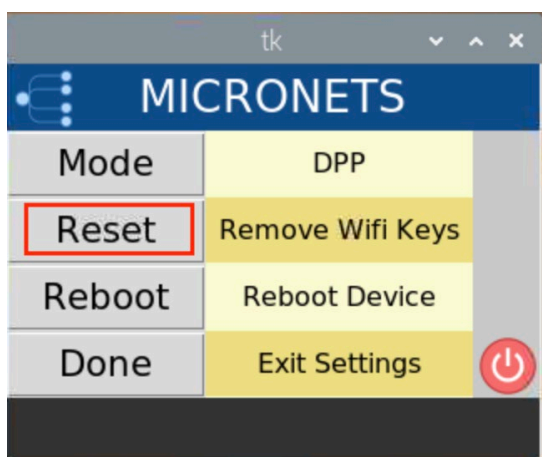 tk
MICRONETS
Mode DPP
Reset Remove Wifi Keys
Reboot Reboot Device
Done Exit Settings